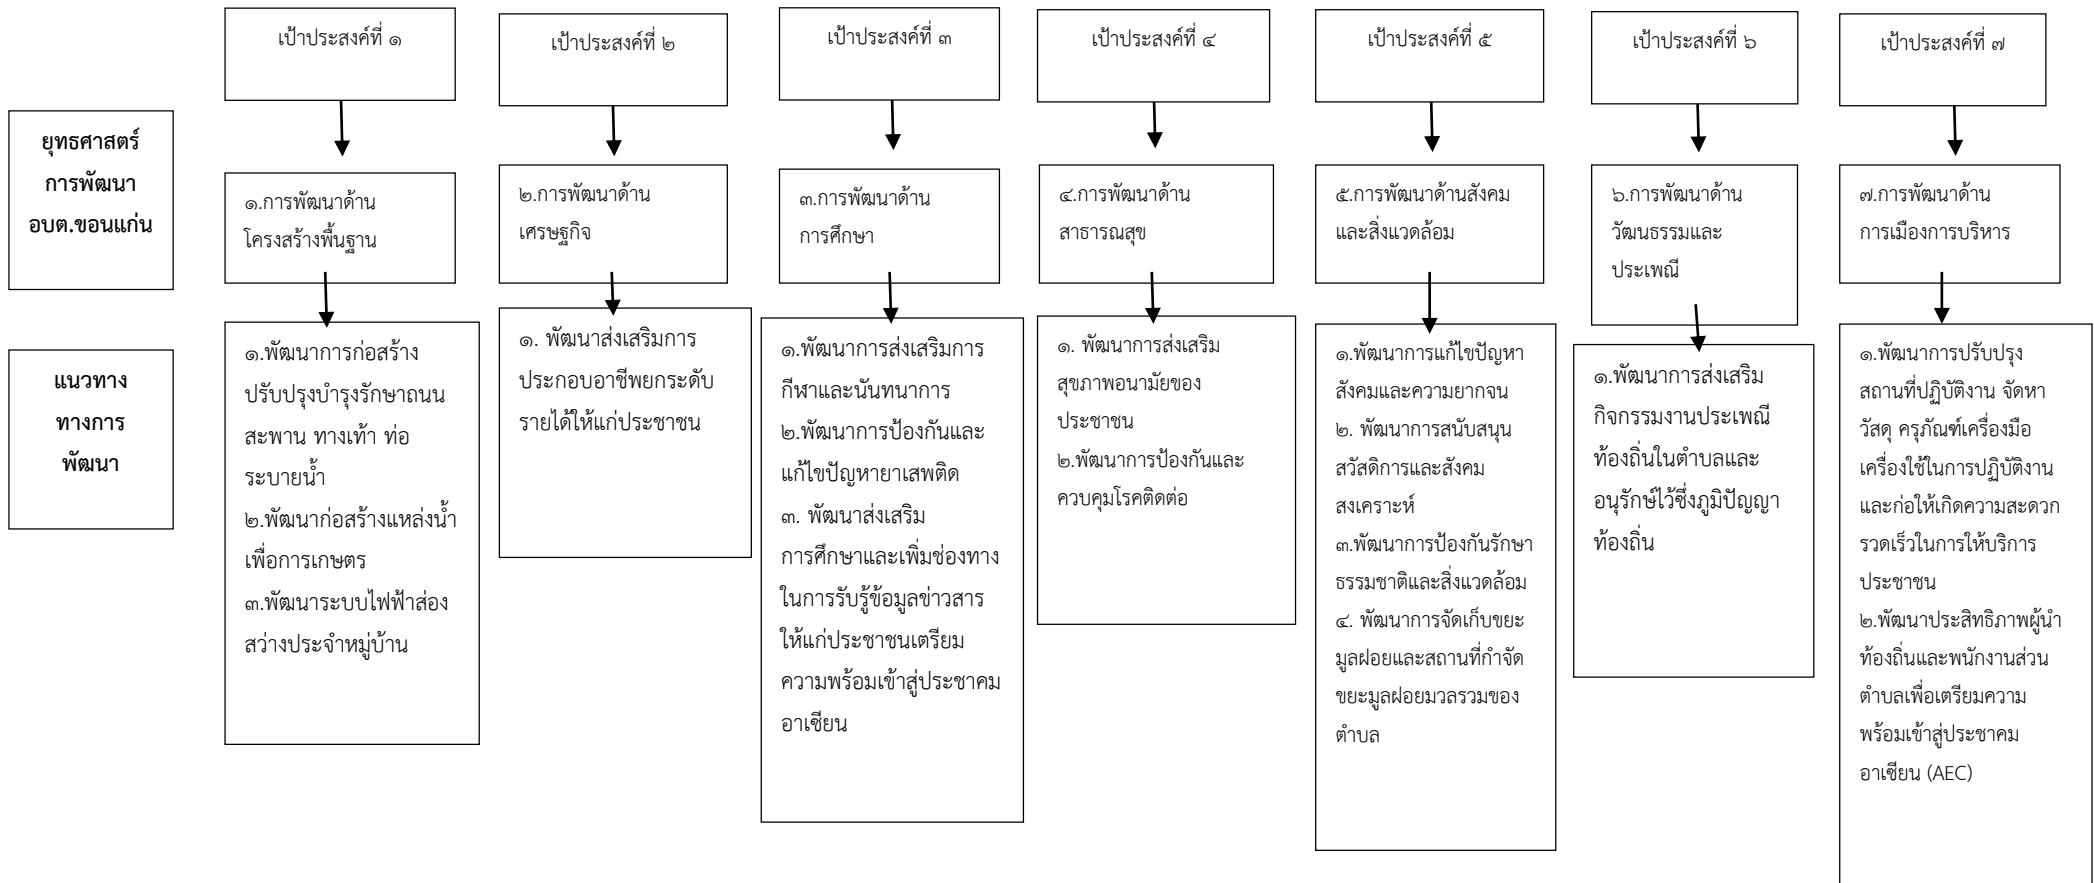 เป้าประสงค์ที่ ๑
เป้าประสงค์ที่ ๒
เป้าประสงค์ที่ ๓
เป้าประสงค์ที่ ๔
เป้าประสงค์ที่ ๕
เป้าประสงค์ที่ ๖
เป้าประสงค์ที่ ๗
ยุทธศาสตร์
การพัฒนา
อบต.ขอนแก่น
๑.การพัฒนาด้าน
โครงสร้างพื้นฐาน
๒.การพัฒนาด้าน
เศรษฐกิจ
๓.การพัฒนาด้าน
การศึกษา
๔.การพัฒนาด้าน
สาธารณสุข
๕.การพัฒนาด้านสังคม
และสิ่งแวดล้อม
๖.การพัฒนาด้าน
วัฒนธรรมและ
ประเพณี
๗.การพัฒนาด้าน
การเมืองการบริหาร
แนวทาง
ทางการ
พัฒนา
๑.พัฒนาการก่อสร้าง
ปรับปรุงบำรุงรักษาถนน
สะพาน ทางเท้า ท่อ
ระบายน้ำ
๒.พัฒนาก่อสร้างแหล่งน้ำ
เพื่อการเกษตร
๓.พัฒนาระบบไฟฟ้าส่อง
สว่างประจำหมู่บ้าน
๑. พัฒนาส่งเสริมการ
ประกอบอาชีพยกระดับ
รายได้ให้แก่ประชาชน
๑.พัฒนาการส่งเสริมการ
กีฬาและนันทนาการ
๒.พัฒนาการป้องกันและ
แก้ไขปัญหายาเสพติด
๓. พัฒนาส่งเสริม
การศึกษาและเพิ่มช่องทาง
ในการรับรู้ข้อมูลข่าวสาร
ให้แก่ประชาชนเตรียม
ความพร้อมเข้าสู่ประชาคม
อาเซียน
๑. พัฒนาการส่งเสริม
สุขภาพอนามัยของ
ประชาชน
๒.พัฒนาการป้องกันและ
ควบคุมโรคติดต่อ
๑.พัฒนาการแก้ไขปัญหา
สังคมและความยากจน
๒. พัฒนาการสนับสนุน
สวัสดิการและสังคม
สงเคราะห์
๓.พัฒนาการป้องกันรักษา
ธรรมชาติและสิ่งแวดล้อม
๔. พัฒนาการจัดเก็บขยะ
มูลฝอยและสถานที่กำจัด
ขยะมูลฝอยมวลรวมของ
ตำบล
๑.พัฒนาการส่งเสริม
กิจกรรมงานประเพณี
ท้องถิ่นในตำบลและ
อนุรักษ์ไว้ซึ่งภูมิปัญญา
ท้องถิ่น
๑.พัฒนาการปรับปรุง
สถานที่ปฏิบัติงาน จัดหา
วัสดุ ครุภัณฑ์เครื่องมือ
เครื่องใช้ในการปฏิบัติงาน
และก่อให้เกิดความสะดวก
รวดเร็วในการให้บริการ
ประชาชน
๒.พัฒนาประสิทธิภาพผู้นำ
ท้องถิ่นและพนักงานส่วน
ตำบลเพื่อเตรียมความ
พร้อมเข้าสู่ประชาคม
อาเซียน (AEC)